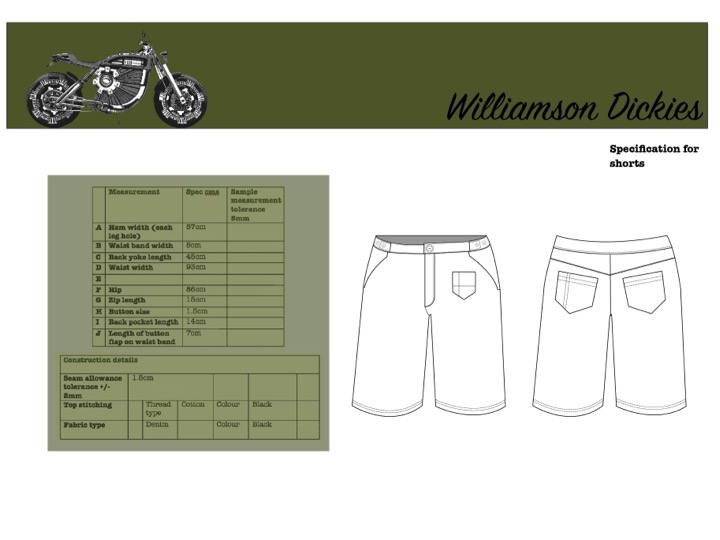 Williamson Dickies
Specification for
shorts
Measurement Spec cms Sample
measurement
tolerance
5mm
A Hem width (each
leg hole) 57cm
B Waist band width 5cm
C Back yoke length 45cm
D Waist width 93cm
E
F Hip 86cm
G Zip length 15cm
H Button size 1.5cm
I Back pocket length 14cm
J Length of button
flap on waist band 7cm
Construction details
Seam allowance
tolerance +/-
2mm 1.5cm
Top stitching Thread
type Cotton Colour Black
Fabric type Denim Colour Black